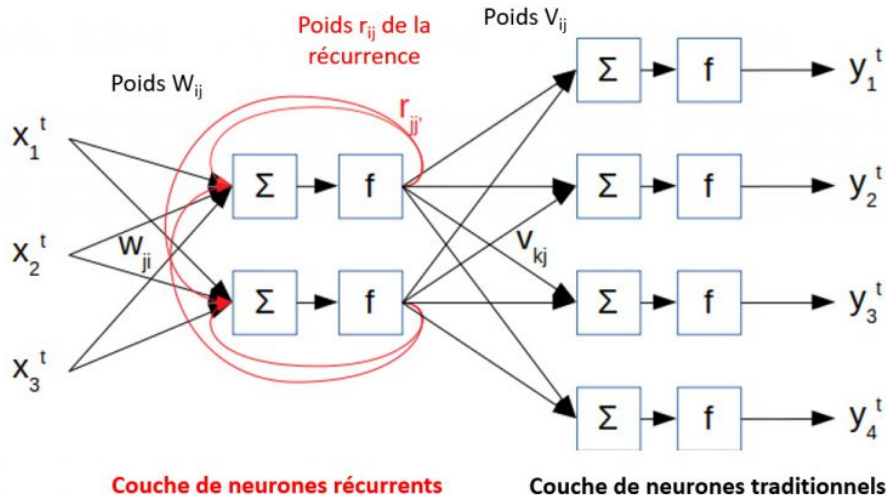 Poids r_ij de la
récurrence
Poids V_ij
Poids W_ij
r_jj'
x_1^t
x_2^t
x_3^t
w_ji
Σ f
Σ f
v_kj
Σ f y_1^t
Σ f y_2^t
Σ f y_3^t
Σ f y_4^t
Couche de neurones récurrents
Couche de neurones traditionnels